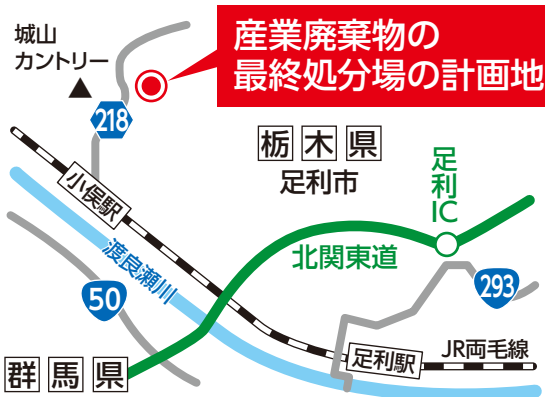 城山
カントリー
産業廃棄物の
最終処分場の計画地
218
栃木県
足利市
足利IC
小俣駅
北関東道
渡良瀬川
50
293
群馬県
足利駅
JR両毛線